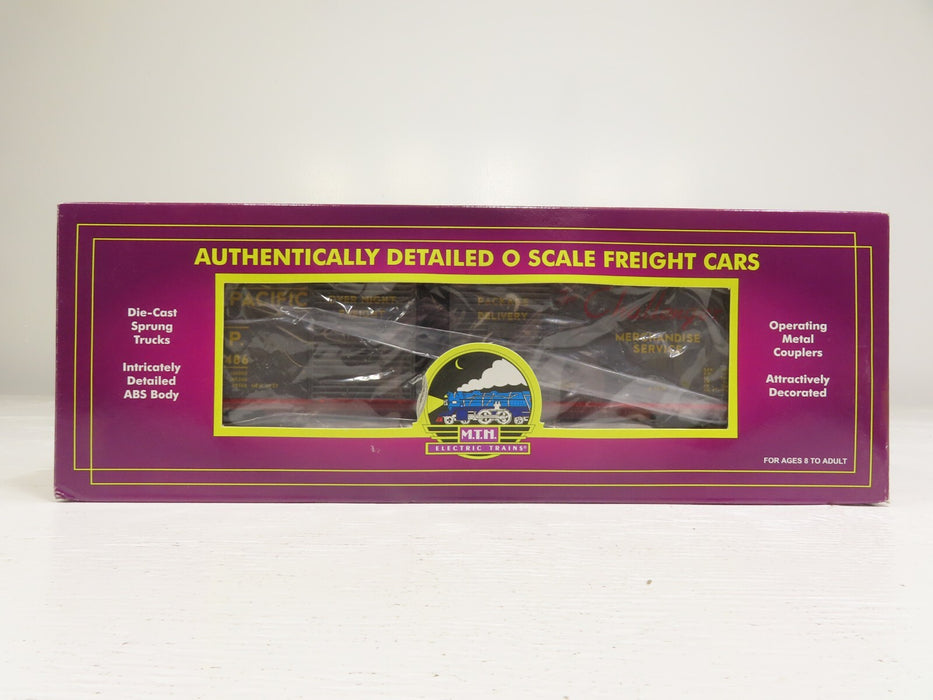 AUTHENTICALLY DETAILED O SCALE FREIGHT CARS
Die-Cast
Sprung
Trucks
Intricately
Detailed
ABS Body
PACIFIC
NIGHT
P
PACKAGE
DELIVERY
MERCHANDISE
SERVICE
M.T.H.
ELECTRIC TRAINS®
Operating
Metal
Couplers
Attractively
Decorated
FOR AGES 8 TO ADULT